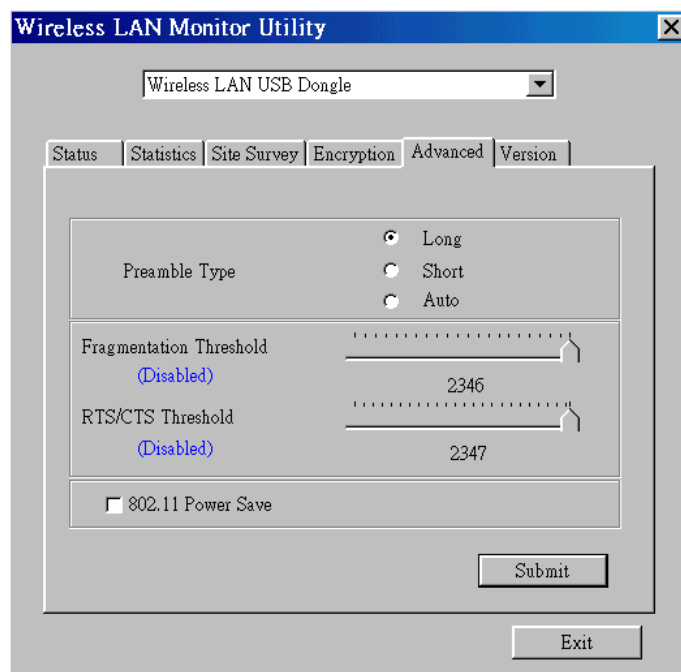 Wireless LAN Monitor Utility
Wireless LAN USB Dongle
Status Statistics Site Survey Encryption Advanced Version
Preamble Type
Long
Short
Auto
Fragmentation Threshold
(Disabled)
2346
RTS/CTS Threshold
(Disabled)
2347
802.11 Power Save
Submit
Exit